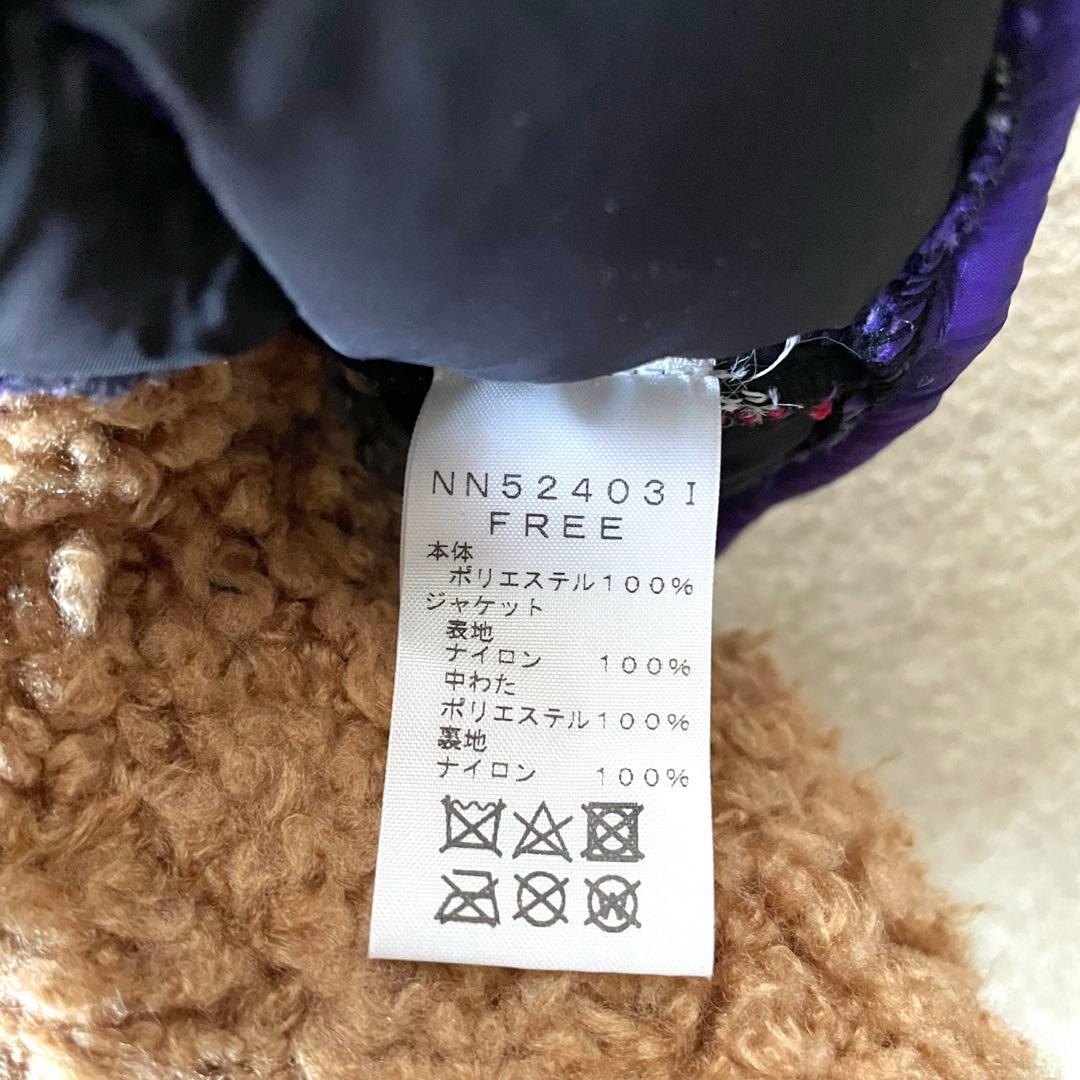 NN52403I
FREE
本体
ポリエステル100%
ジャケット
表地
ナイロン 100%
中わた
ポリエステル100%
裏地
ナイロン 100%